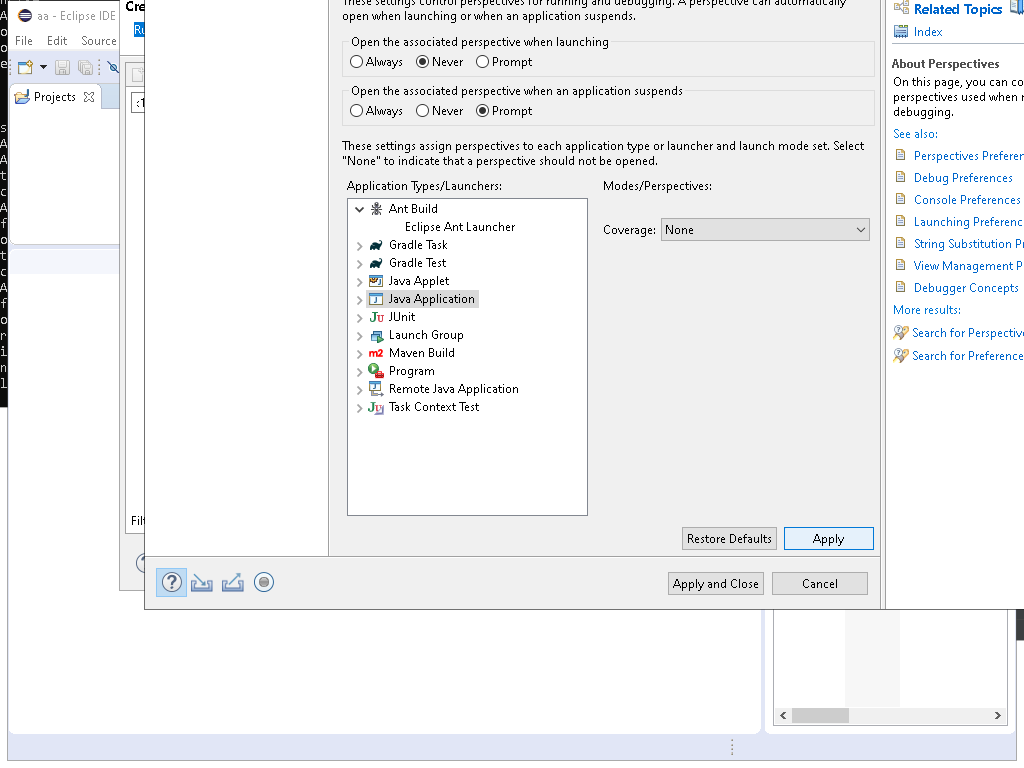 aa - Eclipse IDE
File Edit Source
Projects
Cre
Ru
:1
Filt
These settings control perspectives for running and debugging. A perspective can automatically
open when launching or when an application suspends.
Open the associated perspective when launching
Always Never Prompt
Open the associated perspective when an application suspends
Always Never Prompt
These settings assign perspectives to each application type or launcher and launch mode set. Select
"None" to indicate that a perspective should not be opened.
Application Types/Launchers:
Modes/Perspectives:
Ant Build
Eclipse Ant Launcher
Gradle Task
Gradle Test
Java Applet
Java Application
JUnit
Launch Group
Maven Build
Program
Remote Java Application
Task Context Test
Coverage: None
Restore Defaults Apply
Apply and Close Cancel
Related Topics
Index
About Perspectives
On this page, you can co
perspectives used when r
debugging.
See also:
Perspectives Preferen
Debug Preferences
Console Preferences
Launching Preferenc
String Substitution Pr
View Management P
Debugger Concepts
More results:
Search for Perspective
Search for Preference